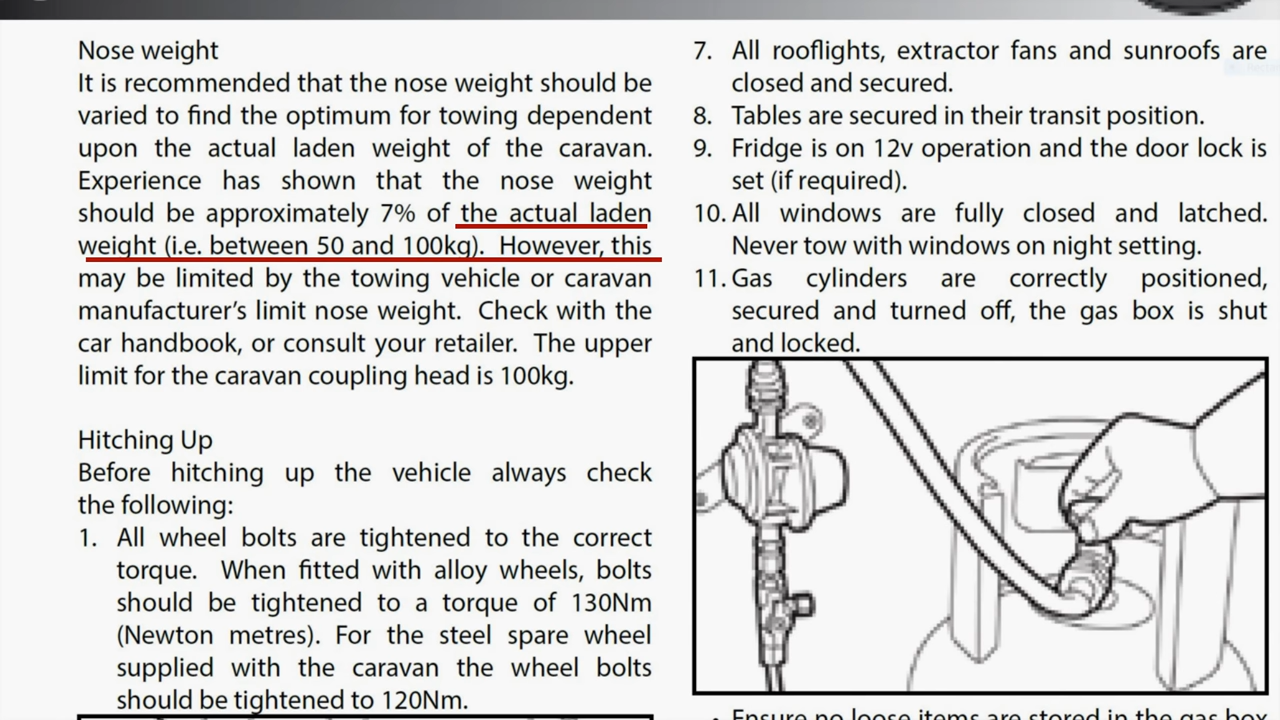 Nose weight
It is recommended that the nose weight should be
varied to find the optimum for towing dependent
upon the actual laden weight of the caravan.
Experience has shown that the nose weight
should be approximately 7% of the actual laden
weight (i.e. between 50 and 100kg). However, this
may be limited by the towing vehicle or caravan
manufacturer's limit nose weight. Check with the
car handbook, or consult your retailer. The upper
limit for the caravan coupling head is 100kg.
Hitching Up
Before hitching up the vehicle always check
the following:
1. All wheel bolts are tightened to the correct
torque. When fitted with alloy wheels, bolts
should be tightened to a torque of 130Nm
(Newton metres). For the steel spare wheel
supplied with the caravan the wheel bolts
should be tightened to 120Nm.
7. All rooflights, extractor fans and sunroofs are
closed and secured.
8. Tables are secured in their transit position.
9. Fridge is on 12v operation and the door lock is
set (if required).
10. All windows are fully closed and latched.
Never tow with windows on night setting.
11. Gas cylinders are correctly positioned,
secured and turned off, the gas box is shut
and locked.
• Ensure no loose items are stored in the gas box